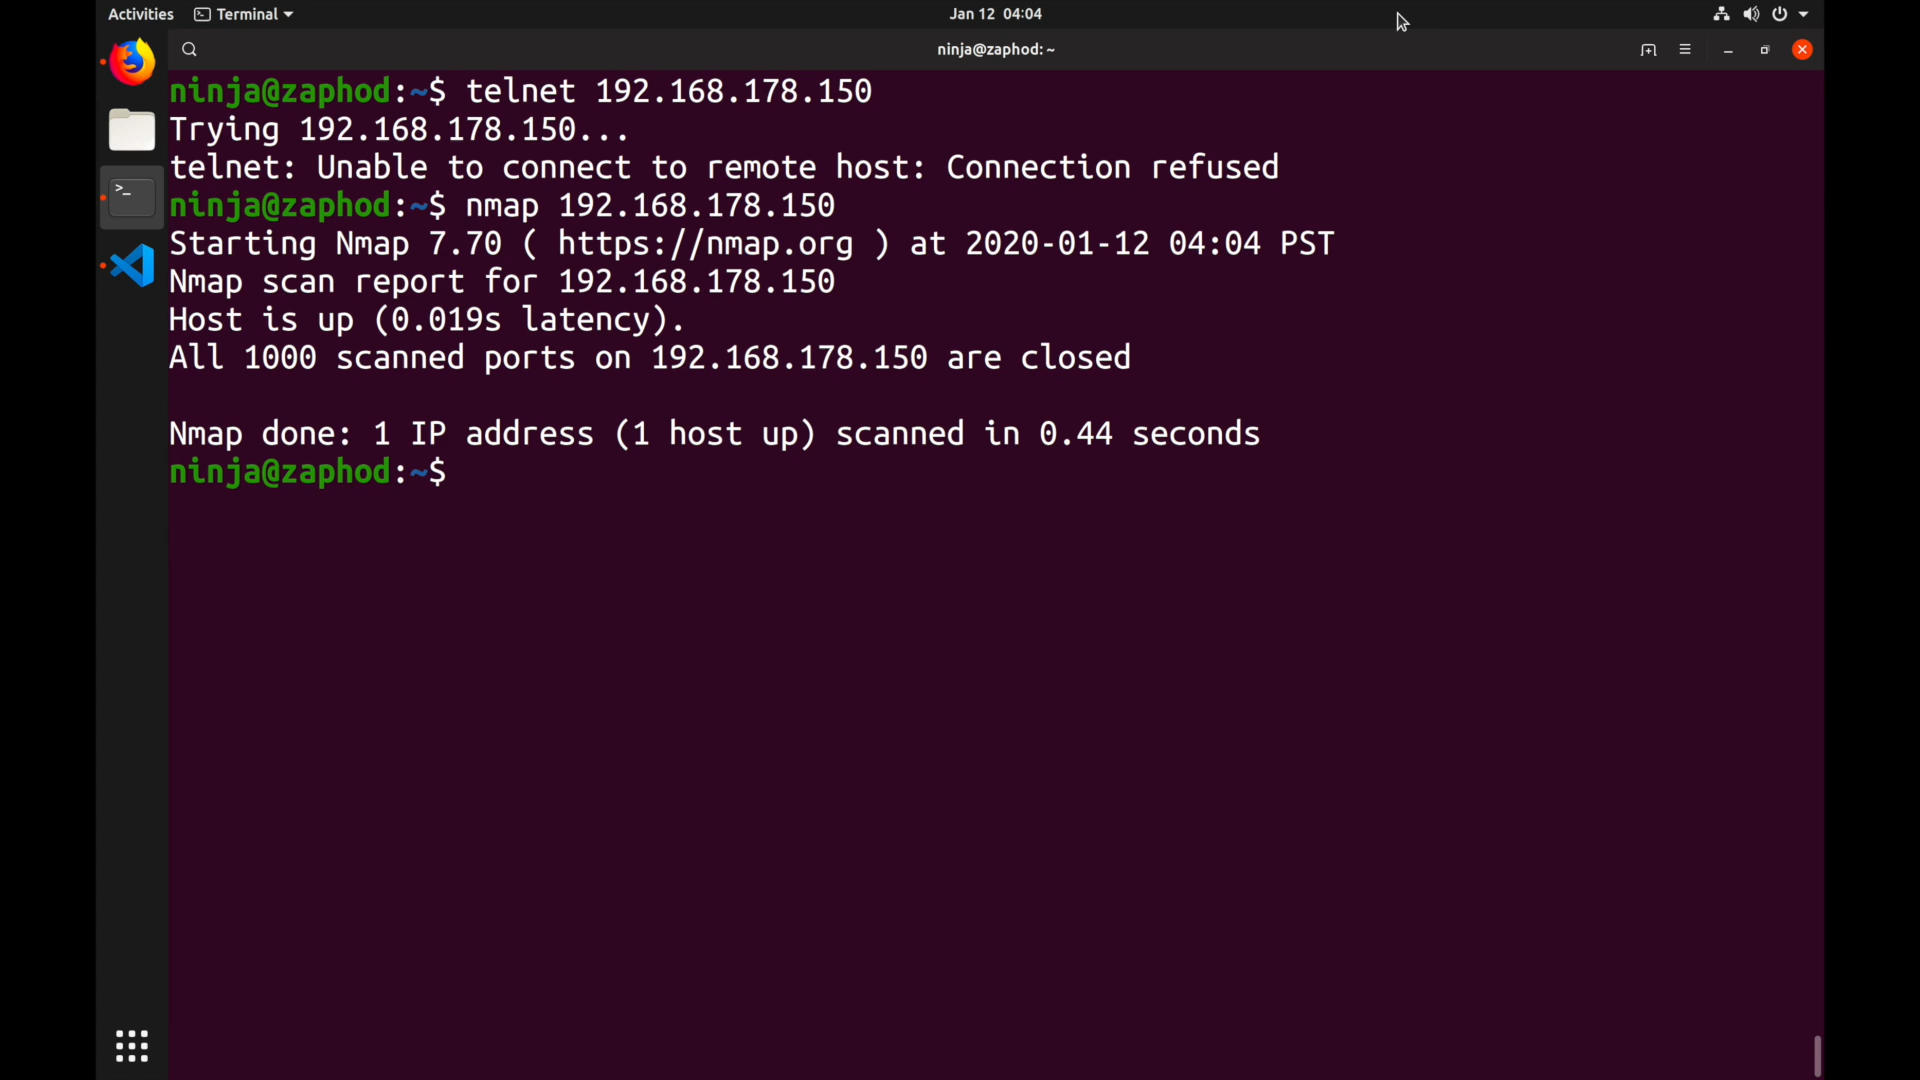 Activities Terminal Jan 12 04:04
ninja@zaphod: ~
ninja@zaphod:~$ telnet 192.168.178.150
Trying 192.168.178.150...
telnet: Unable to connect to remote host: Connection refused
ninja@zaphod:~$ nmap 192.168.178.150
Starting Nmap 7.70 ( https://nmap.org ) at 2020-01-12 04:04 PST
Nmap scan report for 192.168.178.150
Host is up (0.019s latency).
All 1000 scanned ports on 192.168.178.150 are closed
Nmap done: 1 IP address (1 host up) scanned in 0.44 seconds
ninja@zaphod:~$